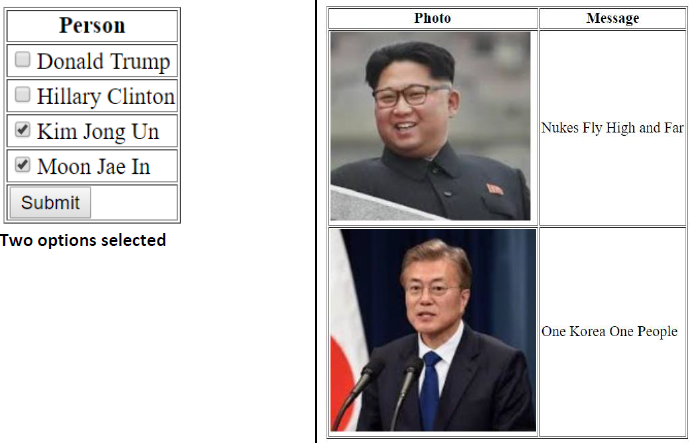 Person
Donald Trump
Hillary Clinton
Kim Jong Un
Moon Jae In
Submit
Two options selected
Photo Message
Nukes Fly High and Far
One Korea One People